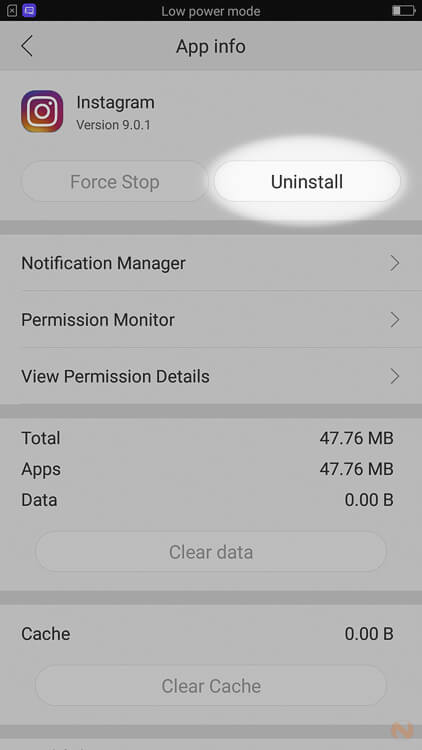 Low power mode
App info
Instagram
Version 9.0.1
Force Stop
Uninstall
Notification Manager
Permission Monitor
View Permission Details
Total 47.76 MB
Apps 47.76 MB
Data 0.00 B
Clear data
Cache 0.00 B
Clear Cache